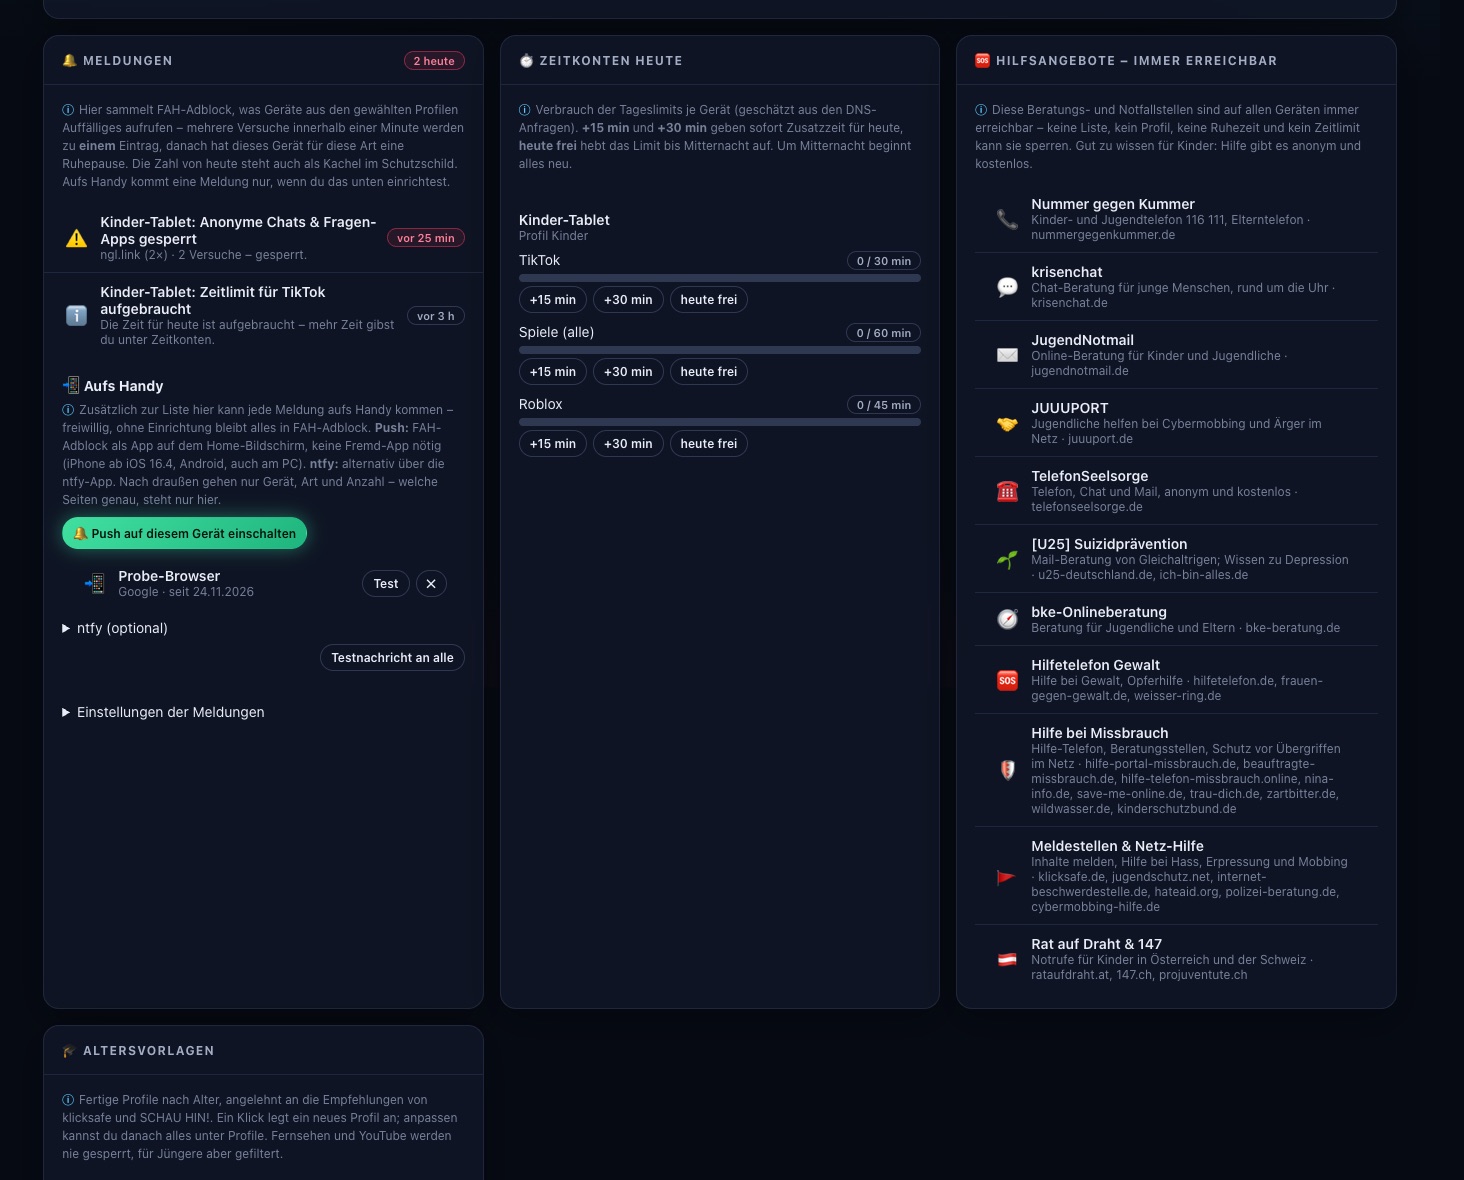 MELDUNGEN
2 heute
ⓘ Hier sammelt FAH-Adblock, was Geräte aus den gewählten Profilen
Auffälliges aufrufen – mehrere Versuche innerhalb einer Minute werden
zu einem Eintrag, danach hat dieses Gerät für diese Art eine
Ruhepause. Die Zahl von heute steht auch als Kachel im Schutzschild.
Aufs Handy kommt eine Meldung nur, wenn du das unten einrichtest.
Kinder-Tablet: Anonyme Chats & Fragen-
Apps gesperrt
vor 25 min
ngl.link (2×) · 2 Versuche – gesperrt.
Kinder-Tablet: Zeitlimit für TikTok
aufgebraucht
vor 3 h
Die Zeit für heute ist aufgebraucht – mehr Zeit gibst
du unter Zeitkonten.
Aufs Handy
ⓘ Zusätzlich zur Liste hier kann jede Meldung aufs Handy kommen –
freiwillig, ohne Einrichtung bleibt alles in FAH-Adblock. Push: FAH-
Adblock als App auf dem Home-Bildschirm, keine Fremd-App nötig
(iPhone ab iOS 16.4, Android, auch am PC). ntfy: alternativ über die
ntfy-App. Nach draußen gehen nur Gerät, Art und Anzahl – welche
Seiten genau, steht nur hier.
Push auf diesem Gerät einschalten
Probe-Browser
Google · seit 24.11.2026
Test
✕
▶ ntfy (optional)
Testnachricht an alle
▶ Einstellungen der Meldungen
ZEITKONTEN HEUTE
ⓘ Verbrauch der Tageslimits je Gerät (geschätzt aus den DNS-
Anfragen). +15 min und +30 min geben sofort Zusatzzeit für heute,
heute frei hebt das Limit bis Mitternacht auf. Um Mitternacht beginnt
alles neu.
Kinder-Tablet
Profil Kinder
TikTok
0 / 30 min
+15 min +30 min heute frei
Spiele (alle)
0 / 60 min
+15 min +30 min heute frei
Roblox
0 / 45 min
+15 min +30 min heute frei
SOS HILFSANGEBOTE – IMMER ERREICHBAR
ⓘ Diese Beratungs- und Notfallstellen sind auf allen Geräten immer
erreichbar – keine Liste, kein Profil, keine Ruhezeit und kein Zeitlimit
kann sie sperren. Gut zu wissen für Kinder: Hilfe gibt es anonym und
kostenlos.
Nummer gegen Kummer
Kinder- und Jugendtelefon 116 111, Elterntelefon ·
nummergegenkummer.de
krisenchat
Chat-Beratung für junge Menschen, rund um die Uhr ·
krisenchat.de
JugendNotmail
Online-Beratung für Kinder und Jugendliche ·
jugendnotmail.de
JUUUPORT
Jugendliche helfen bei Cybermobbing und Ärger im
Netz · juuuport.de
TelefonSeelsorge
Telefon, Chat und Mail, anonym und kostenlos ·
telefonseelsorge.de
[U25] Suizidprävention
Mail-Beratung von Gleichaltrigen; Wissen zu Depression
· u25-deutschland.de, ich-bin-alles.de
bke-Onlineberatung
Beratung für Jugendliche und Eltern · bke-beratung.de
SOS
Hilfetelefon Gewalt
Hilfe bei Gewalt, Opferhilfe · hilfetelefon.de, frauen-
gegen-gewalt.de, weisser-ring.de
Hilfe bei Missbrauch
Hilfe-Telefon, Beratungsstellen, Schutz vor Übergriffen
im Netz · hilfe-portal-missbrauch.de, beauftragte-
missbrauch.de, hilfe-telefon-missbrauch.online, nina-
info.de, save-me-online.de, trau-dich.de, zartbitter.de,
wildwasser.de, kinderschutzbund.de
Meldestellen & Netz-Hilfe
Inhalte melden, Hilfe bei Hass, Erpressung und Mobbing
· klicksafe.de, jugendschutz.net, internet-
beschwerdestelle.de, hateaid.org, polizei-beratung.de,
cybermobbing-hilfe.de
Rat auf Draht & 147
Notrufe für Kinder in Österreich und der Schweiz ·
rataufdraht.at, 147.ch, projuventute.ch
ALTERSVORLAGEN
ⓘ Fertige Profile nach Alter, angelehnt an die Empfehlungen von
klicksafe und SCHAU HIN!. Ein Klick legt ein neues Profil an; anpassen
kannst du danach alles unter Profile. Fernsehen und YouTube werden
nie gesperrt, für Jüngere aber gefiltert.